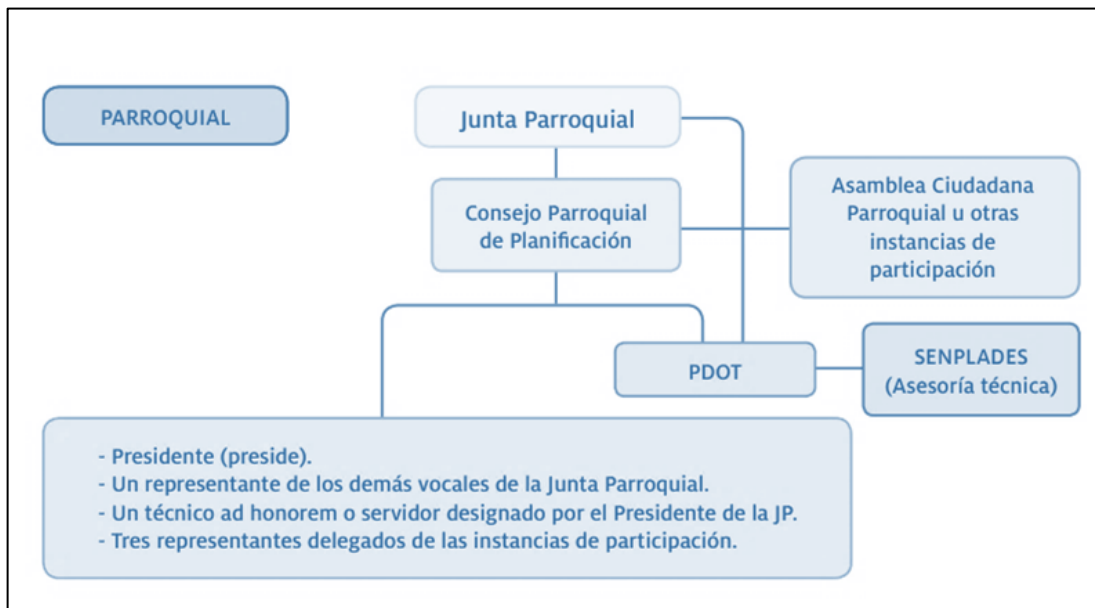 PARROQUIAL
Junta Parroquial
Consejo Parroquial
de Planificación
Asamblea Ciudadana
Parroquial u otras
instancias de
participación
PDOT
SENPLADES
(Asesoría técnica)
- Presidente (preside).
- Un representante de los demás vocales de la Junta Parroquial.
- Un técnico ad honorem o servidor designado por el Presidente de la JP.
- Tres representantes delegados de las instancias de participación.